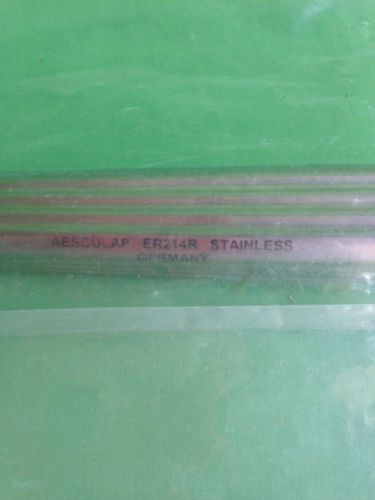 AESCULAP ER214R STAINLESS
GERMANY